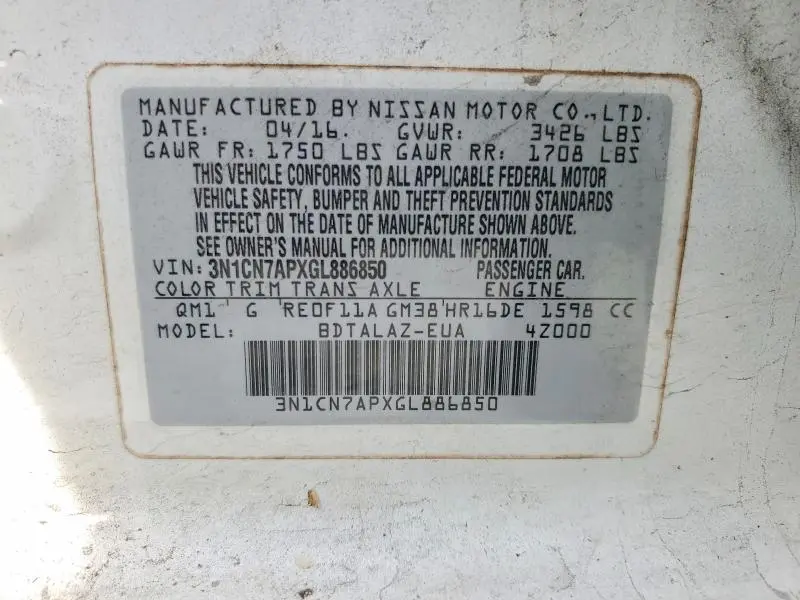 MANUFACTURED BY NISSAN MOTOR CO.,LTD.
DATE: 04/16. GVWR: 3426 LBS
GAWR FR: 1750 LBS GAWR RR: 1708 LBS
THIS VEHICLE CONFORMS TO ALL APPLICABLE FEDERAL MOTOR
VEHICLE SAFETY, BUMPER AND THEFT PREVENTION STANDARDS
IN EFFECT ON THE DATE OF MANUFACTURE SHOWN ABOVE.
SEE OWNER'S MANUAL FOR ADDITIONAL INFORMATION.
VIN: 3N1CN7APXGL886850 PASSENGER CAR.
COLOR TRIM TRANS AXLE ENGINE
QM1 G RE0F11A GM38 HR16DE 1598 CC
MODEL: BDTALAZ-EUA 4Z000
3N1CN7APXGL886850